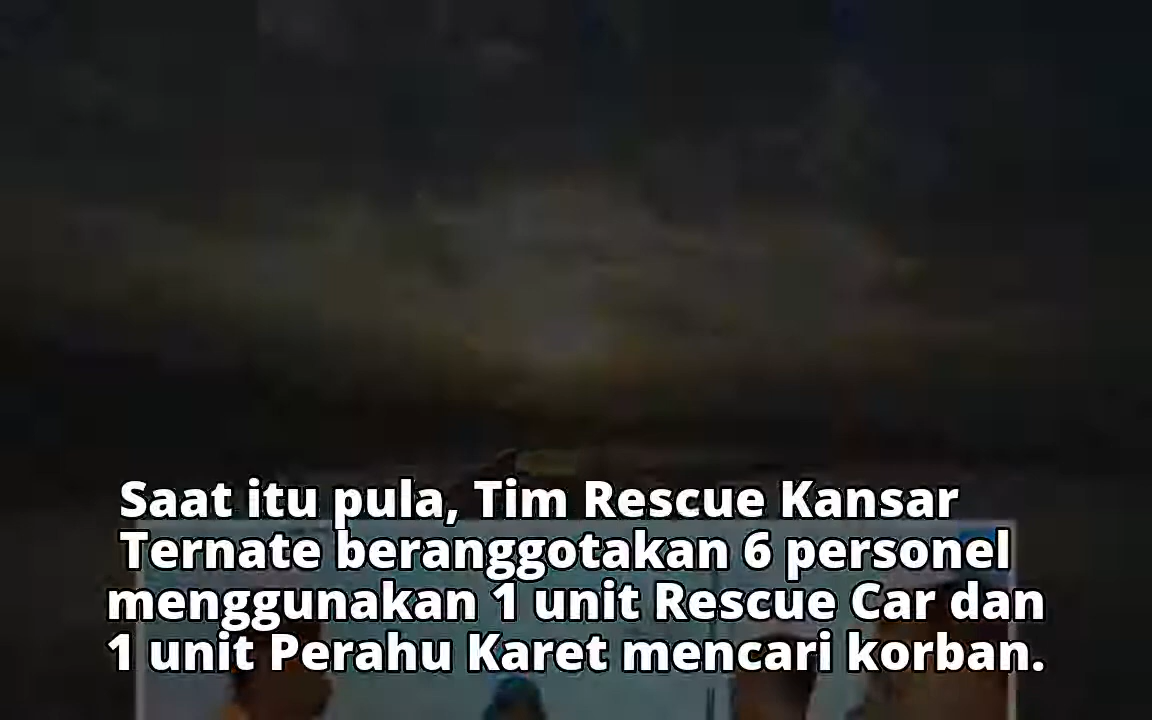 Saat itu pula, Tim Rescue Kansar
Ternate beranggotakan 6 personel
menggunakan 1 unit Rescue Car dan
1 unit Perahu Karet mencari korban.